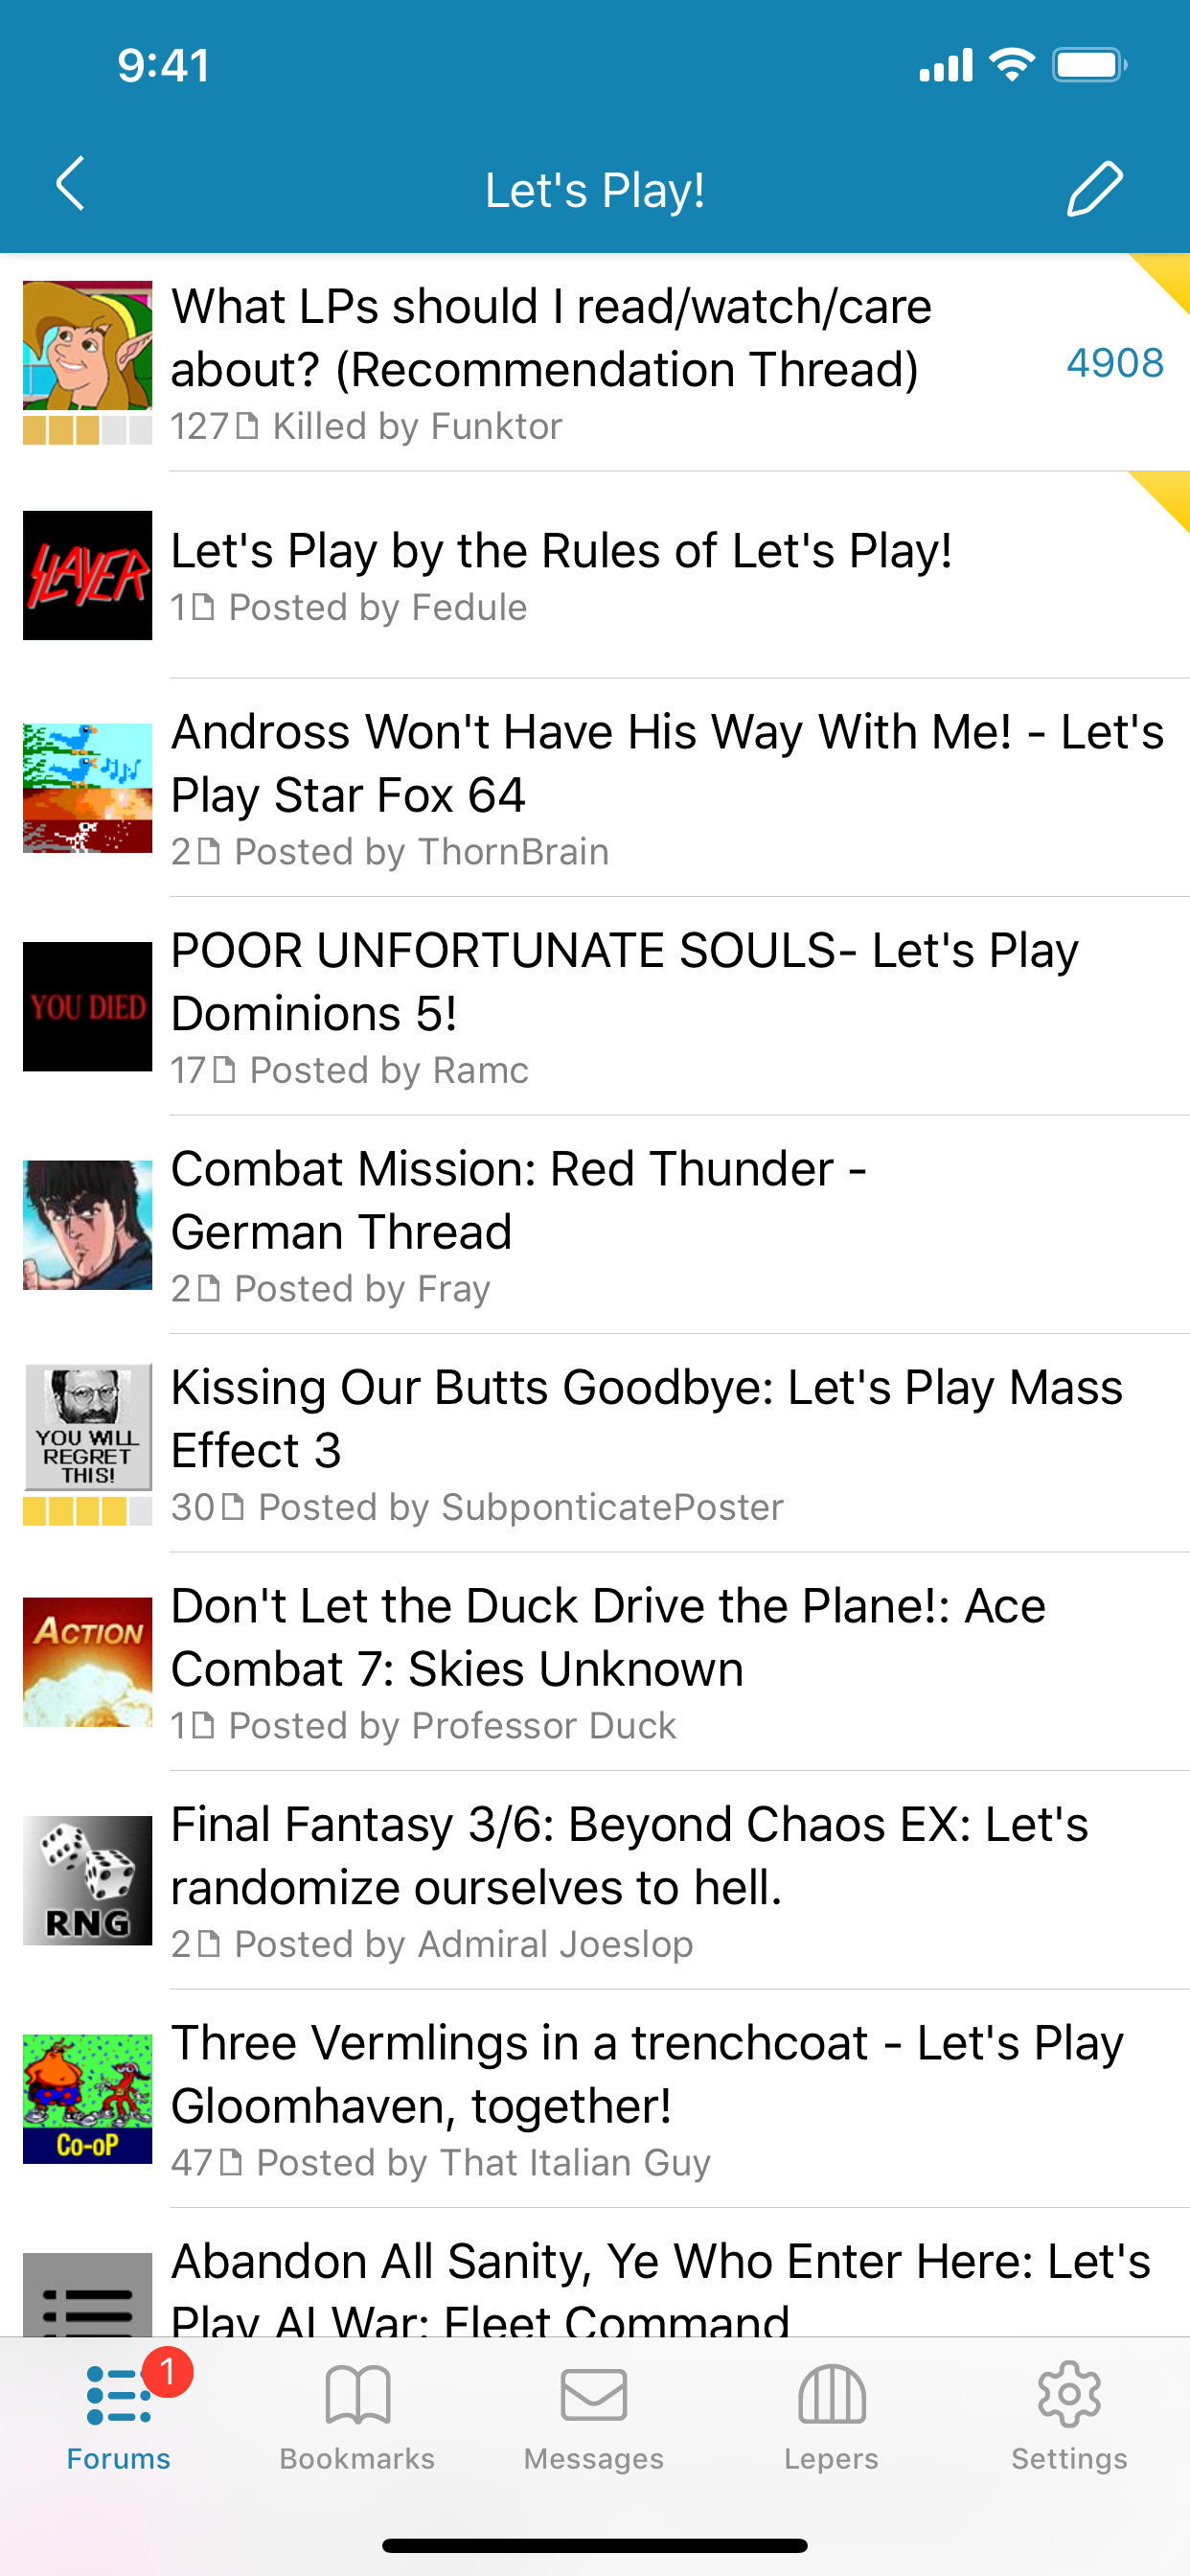 9:41
Let's Play!
What LPs should I read/watch/care
about? (Recommendation Thread)
4908
127 Killed by Funktor
SLAYER
Let's Play by the Rules of Let's Play!
1 Posted by Fedule
Andross Won't Have His Way With Me! - Let's
Play Star Fox 64
2 Posted by ThornBrain
POOR UNFORTUNATE SOULS- Let's Play
Dominions 5!
YOU DIED
17 Posted by Ramc
Combat Mission: Red Thunder -
German Thread
2 Posted by Fray
Kissing Our Butts Goodbye: Let's Play Mass
Effect 3
YOU WILL
REGRET
THIS!
30 Posted by SubponticatePoster
ACTION
Don't Let the Duck Drive the Plane!: Ace
Combat 7: Skies Unknown
1 Posted by Professor Duck
Final Fantasy 3/6: Beyond Chaos EX: Let's
randomize ourselves to hell.
RNG
2 Posted by Admiral Joeslop
Three Vermlings in a trenchcoat - Let's Play
Gloomhaven, together!
Co-oP
47 Posted by That Italian Guy
Abandon All Sanity, Ye Who Enter Here: Let's
Play AI War: Fleet Command
1
Forums
Bookmarks
Messages
Lepers
Settings